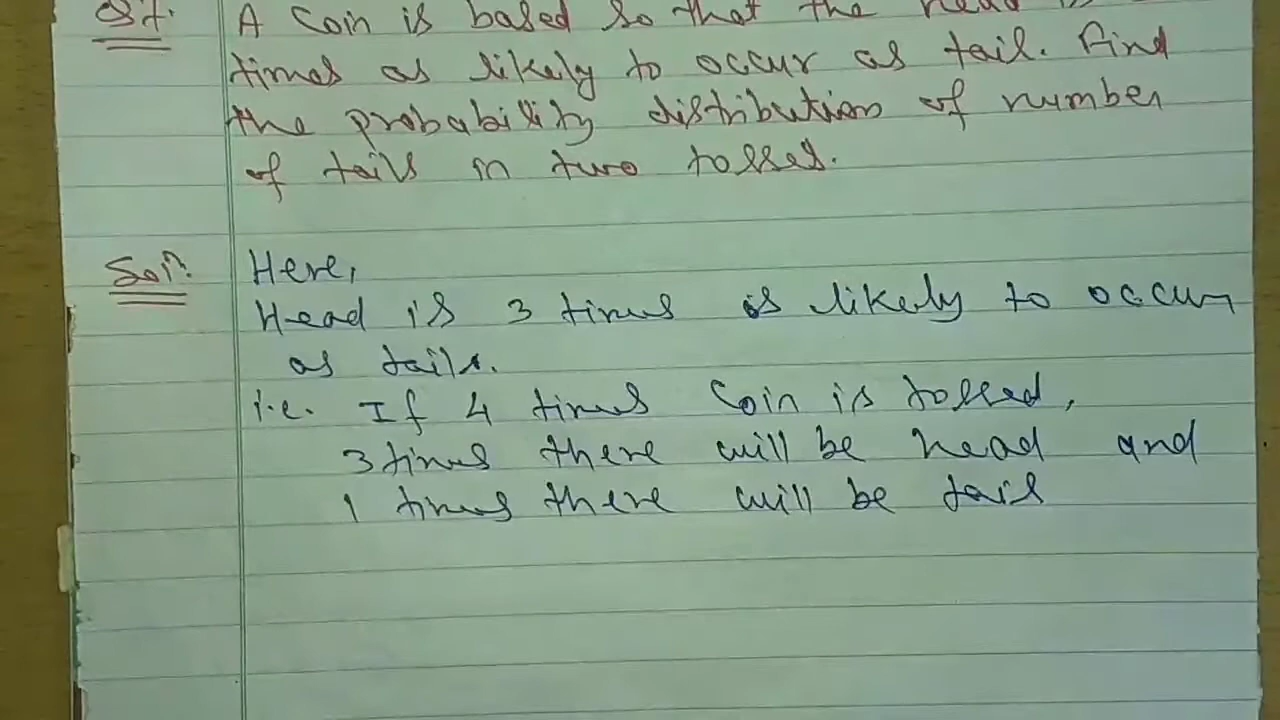 A Coin is based so that the head is
times as likely to occur as tail. Find
the probability distribution of number
of tails in two tosses.
Sol?
Here,
Head is 3 times is likely to occur
as tails.
i.e. If 4 times Coin is tossed,
3 times there will be head and
1 times there will be tail